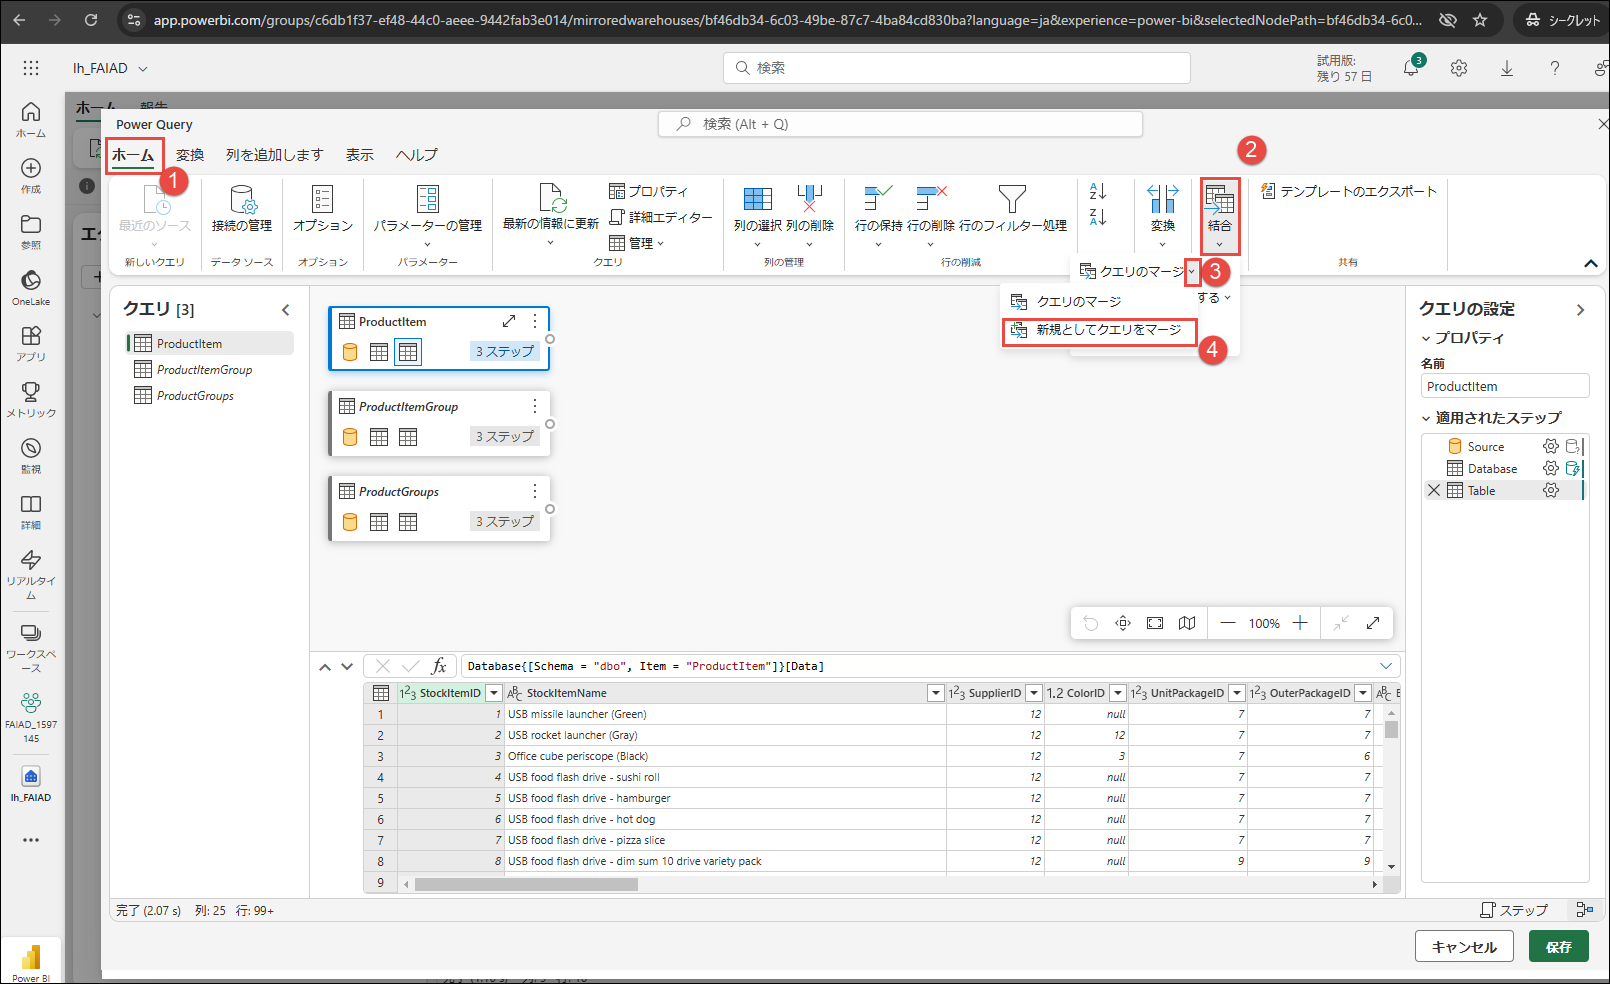 app.powerbi.com/groups/c6db1f37-ef48-44c0-aeee-9442fab3e014/mirroredwarehouses/bf46db34-6c03-49be-87c7-4ba84cd830ba?language=ja&experience=power-bi&selectedNodePath=bf46db34-6c0...
シークレット
lh_FAIAD
検索
試用版:
残り 57 日
3
ホーム
報告
ホーム
作成
参照
OneLake
アプリ
メトリック
監視
詳細
リアルタイ
ム
ワークスペ
ース
FAIAD_1597
145
lh_FAIAD
Power BI
Power Query
検索 (Alt + Q)
ホーム
変換
列を追加します
表示
ヘルプ
1
2
最近のソース
新しいクエリ
接続の管理
データ ソース
オプション
オプション
パラメーターの管理
パラメーター
最新の情報に更新
プロパティ
詳細エディター
管理
クエリ
列の選択
列の削除
列の管理
行の保持
行の削除
行のフィルター処理
行の削減
A
Z
Z
A
変換
結合
テンプレートのエクスポート
共有
クエリのマージ
3
クエリのマージ
する
新規としてクエリをマージ
4
クエリ [3]
ProductItem
ProductItemGroup
ProductGroups
ProductItem
3 ステップ
ProductItemGroup
3 ステップ
ProductGroups
3 ステップ
100%
クエリの設定
プロパティ
名前
ProductItem
適用されたステップ
Source
Database
Table
fx
Database{[Schema = "dbo", Item = "ProductItem"]}[Data]
1²3 StockItemID ABC StockItemName 1²3 SupplierID 1.2 ColorID 1²3 UnitPackageID 1²3 OuterPackageID ABC
1 1 USB missile launcher (Green) 12 null 7 7
2 2 USB rocket launcher (Gray) 12 12 7 7
3 3 Office cube periscope (Black) 12 3 7 6
4 4 USB food flash drive - sushi roll 12 null 7 7
5 5 USB food flash drive - hamburger 12 null 7 7
6 6 USB food flash drive - hot dog 12 null 7 7
7 7 USB food flash drive - pizza slice 12 null 7 7
8 8 USB food flash drive - dim sum 10 drive variety pack 12 null 9 9
9
完了 (2.07 s) 列: 25 行: 99+
ステップ
キャンセル
保存